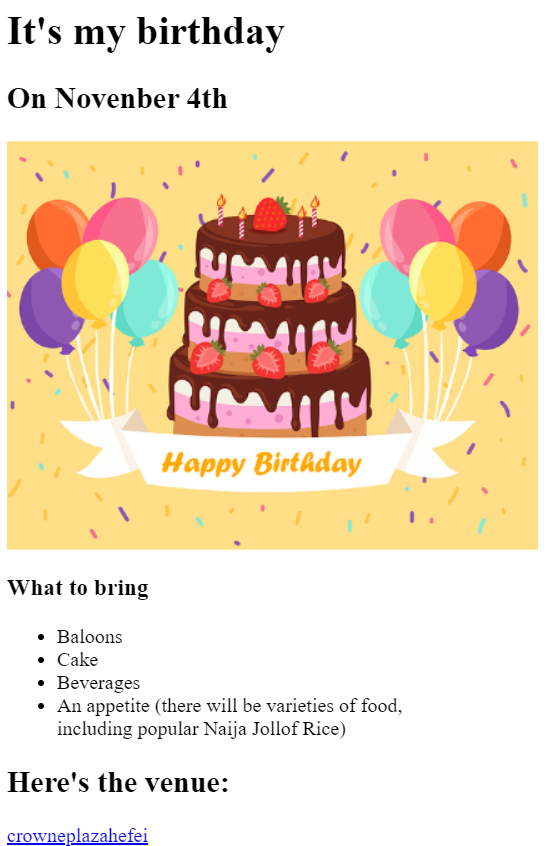 It's my birthday
On Novenber 4th
Happy Birthday
What to bring
Baloons
Cake
Beverages
An appetite (there will be varieties of food,
including popular Naija Jollof Rice)
Here's the venue:
crowneplazahefei